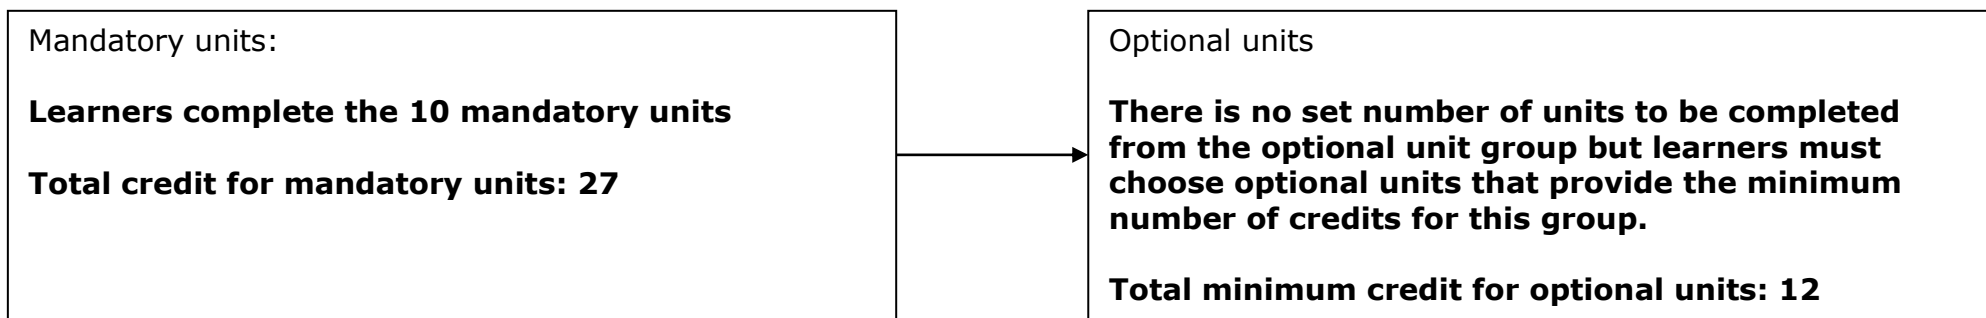 Mandatory units:
Learners complete the 10 mandatory units
Total credit for mandatory units: 27
Optional units
There is no set number of units to be completed
from the optional unit group but learners must
choose optional units that provide the minimum
number of credits for this group.
Total minimum credit for optional units: 12